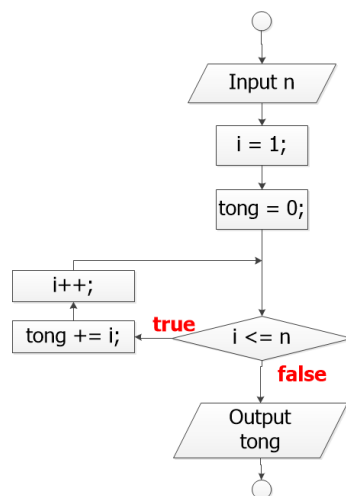 Input n
i = 1;
tong = 0;
i++;
true
i <= n
tong += i;
false
Output
tong